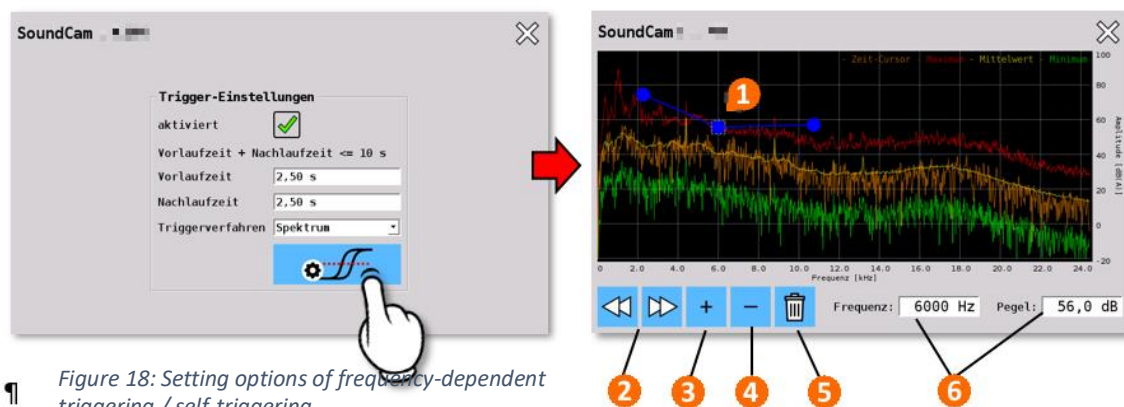 SoundCam
Trigger-Einstellungen
aktiviert
Vorlaufzeit + Nachlaufzeit <= 10 s
Vorlaufzeit 2,50 s
Nachlaufzeit 2,50 s
Triggerverfahren Spektrum
¶ Figure 18: Setting options of frequency-dependent
triggering / self-triggering
SoundCam
- Zeit-Cursor - Maximum - Mittelwert - Minimum
100
80
60
40
20
0
-20
Amplitude [dB(A)]
1
0 2.0 4.0 6.0 8.0 10.0 12.0 14.0 16.0 18.0 20.0 22.0 24.0
Frequenz [kHz]
+ − Frequenz: 6000 Hz Pegel: 56,0 dB
2 3 4 5 6